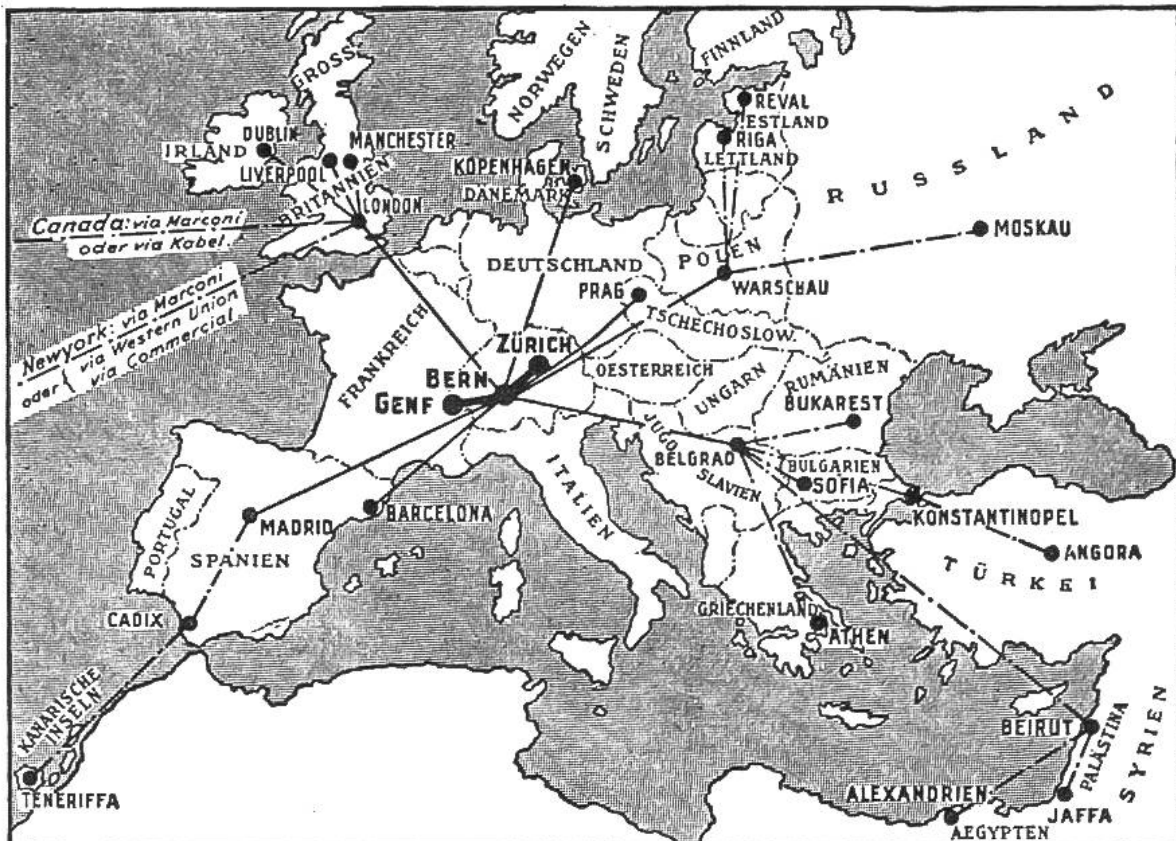 NORWEGEN
SCHWEDEN
FINNLAND
GROSS-
BRITANNIEN
REVAL
ESTLAND
RIGA
LETTLAND
RUSSLAND
DUBLIN
IRLAND
MANCHESTER
LIVERPOOL
KOPENHAGEN
DÄNEMARK
LONDON
Canada: via Marconi
oder via Kabel.
MOSKAU
DEUTSCHLAND
POLEN
WARSCHAU
PRAG
TSCHECHOSLOW.
Newyork: via Marconi
oder { via Western Union
via Commercial
FRANKREICH
ZÜRICH
BERN
GENF
OESTERREICH
UNGARN
RUMÄNIEN
BUKAREST
JUGO
SLAVIEN
BELGRAD
BULGARIEN
SOFIA
ITALIEN
PORTUGAL
MADRID
BARCELONA
SPANIEN
KONSTANTINOPEL
ANGORA
TÜRKEI
CADIX
GRIECHENLAND
ATHEN
KANARISCHE
INSELN
TENERIFFA
BEIRUT
PALÄSTINA
SYRIEN
ALEXANDRIEN
AEGYPTEN
JAFFA